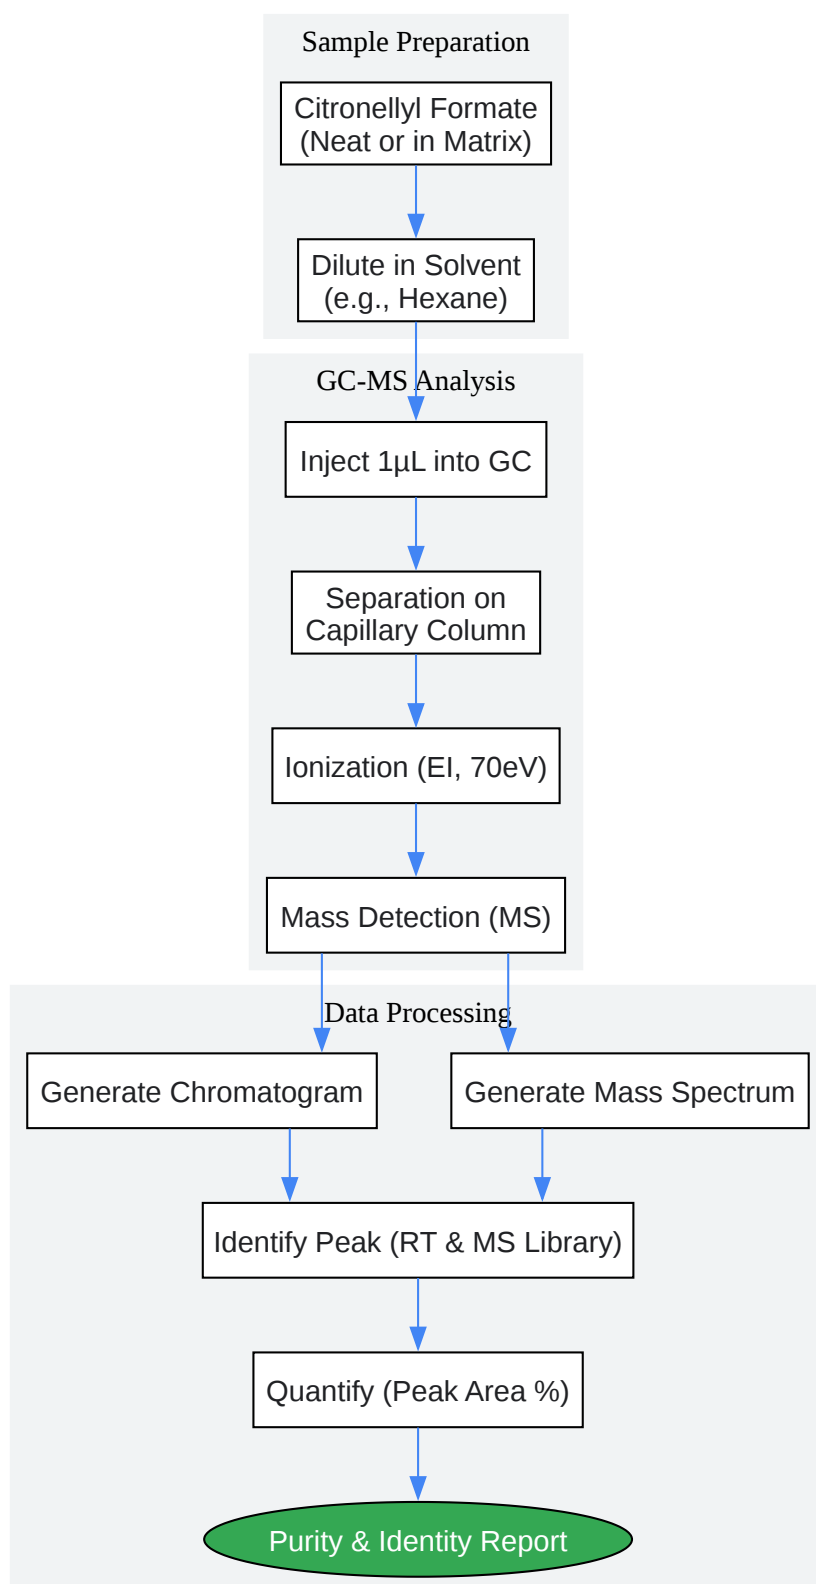 Sample Preparation
Citronellyl Formate
(Neat or in Matrix)
Dilute in Solvent
(e.g., Hexane)
GC-MS Analysis
Inject 1µL into GC
Separation on
Capillary Column
Ionization (EI, 70eV)
Mass Detection (MS)
Data Processing
Generate Chromatogram
Generate Mass Spectrum
Identify Peak (RT & MS Library)
Quantify (Peak Area %)
Purity & Identity Report